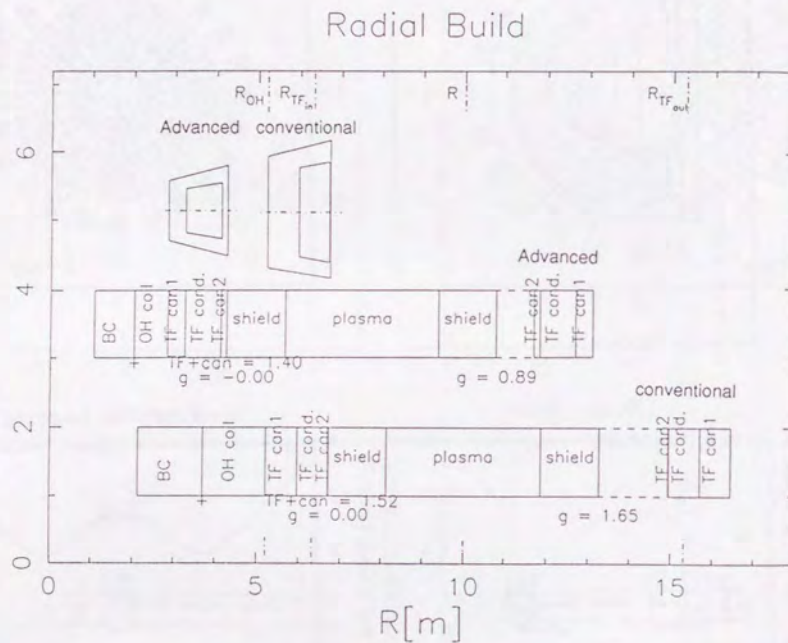 Radial Build
R_OH R_TF_in R R_TF_out
Advanced conventional
6
Advanced
4
BC OH coil TF can1 TF cond. TF can2 shield plasma shield TF can2 TF cond. TF can1
TF+can = 1.40
g = -0.00 g = 0.89
conventional
2
BC OH coil TF can1 TF cond. TF can2 shield plasma shield TF can2 TF cond. TF can1
TF+can = 1.52
g = 0.00 g = 1.65
0
0 5 10 15
R[m]